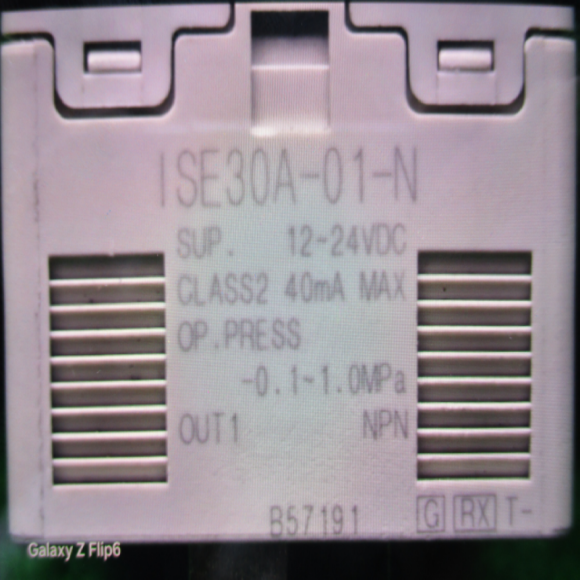 ISE30A-01-N
SUP. 12-24VDC
CLASS2 40mA MAX
OP.PRESS
-0.1~1.0MPa
OUT1 NPN
B57191 G RX T-
Galaxy Z Flip6